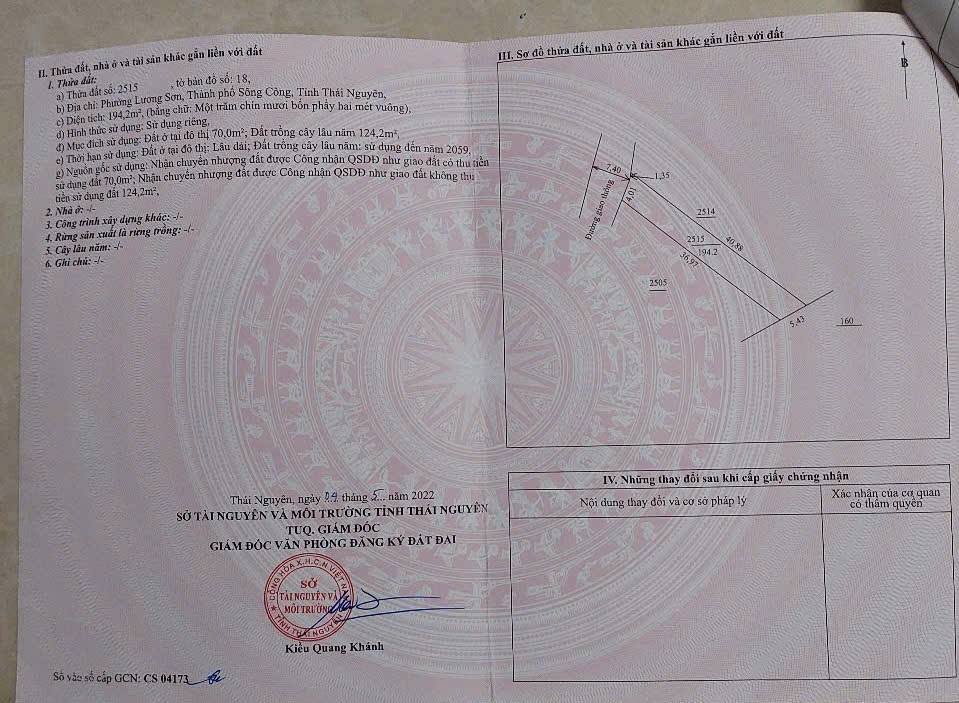 II. Thửa đất, nhà ở và tài sản khác gắn liền với đất
1. Thửa đất:
a) Thửa đất số: 2515 , tờ bản đồ số: 18,
b) Địa chỉ: Phường Lương Sơn, Thành phố Sông Công, Tỉnh Thái Nguyên,
c) Diện tích: 194,2m², (bằng chữ: Một trăm chín mươi bốn phẩy hai mét vuông),
d) Hình thức sử dụng: Sử dụng riêng,
đ) Mục đích sử dụng: Đất ở tại đô thị 70,0m²; Đất trồng cây lâu năm 124,2m²,
e) Thời hạn sử dụng: Đất ở tại đô thị: Lâu dài; Đất trồng cây lâu năm: sử dụng đến năm 2059,
g) Nguồn gốc sử dụng: Nhận chuyển nhượng đất được Công nhận QSDĐ như giao đất có thu tiền
sử dụng đất 70,0m²; Nhận chuyển nhượng đất được Công nhận QSDĐ như giao đất không thu
tiền sử dụng đất 124,2m²,
2. Nhà ở: -/-
3. Công trình xây dựng khác: -/-
4. Rừng sản xuất là rừng trồng: -/-
5. Cây lâu năm: -/-
6. Ghi chú: -/-
Thái Nguyên, ngày 09 tháng 5 năm 2022
SỞ TÀI NGUYÊN VÀ MÔI TRƯỜNG TỈNH THÁI NGUYÊN
TUQ. GIÁM ĐỐC
GIÁM ĐỐC VĂN PHÒNG ĐĂNG KÝ ĐẤT ĐAI
CỘNG HÒA X.H.C.N VIỆT NAM
SỞ
TÀI NGUYÊN VÀ
MÔI TRƯỜNG
TỈNH THÁI NGUYÊN
Kiều Quang Khánh
Số vào sổ cấp GCN: CS 04173
III. Sơ đồ thửa đất, nhà ở và tài sản khác gắn liền với đất
B
7,40
1,35
Đường giao thông
4,01
2514
2515
194.2
40,88
36,97
2505
5,43
160
IV. Những thay đổi sau khi cấp giấy chứng nhận
Nội dung thay đổi và cơ sở pháp lý
Xác nhận của cơ quan
có thẩm quyền